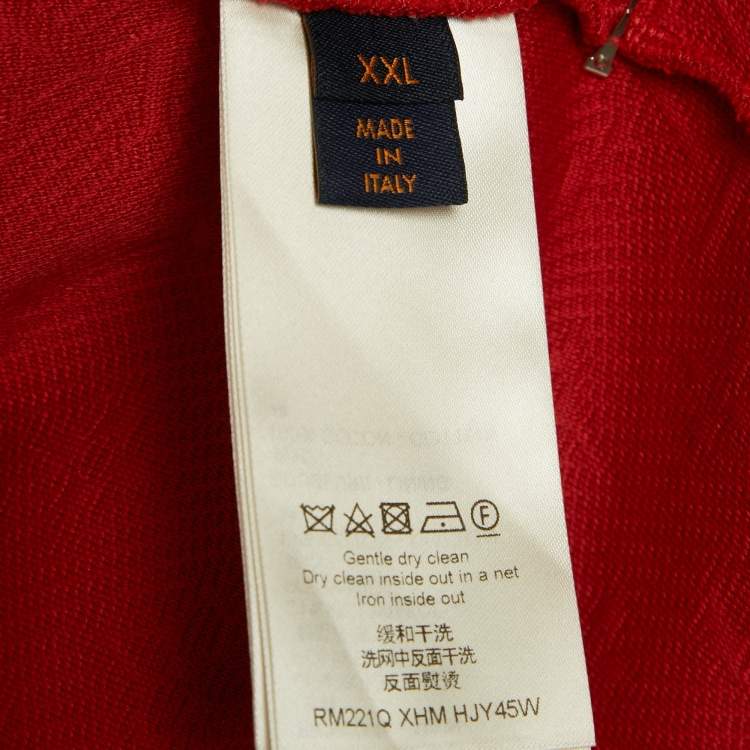 XXL
MADE
IN
ITALY
F
Gentle dry clean
Dry clean inside out in a net
Iron inside out
缓和干洗
洗网中反面干洗
反面熨烫
RM221Q XHM HJY45W